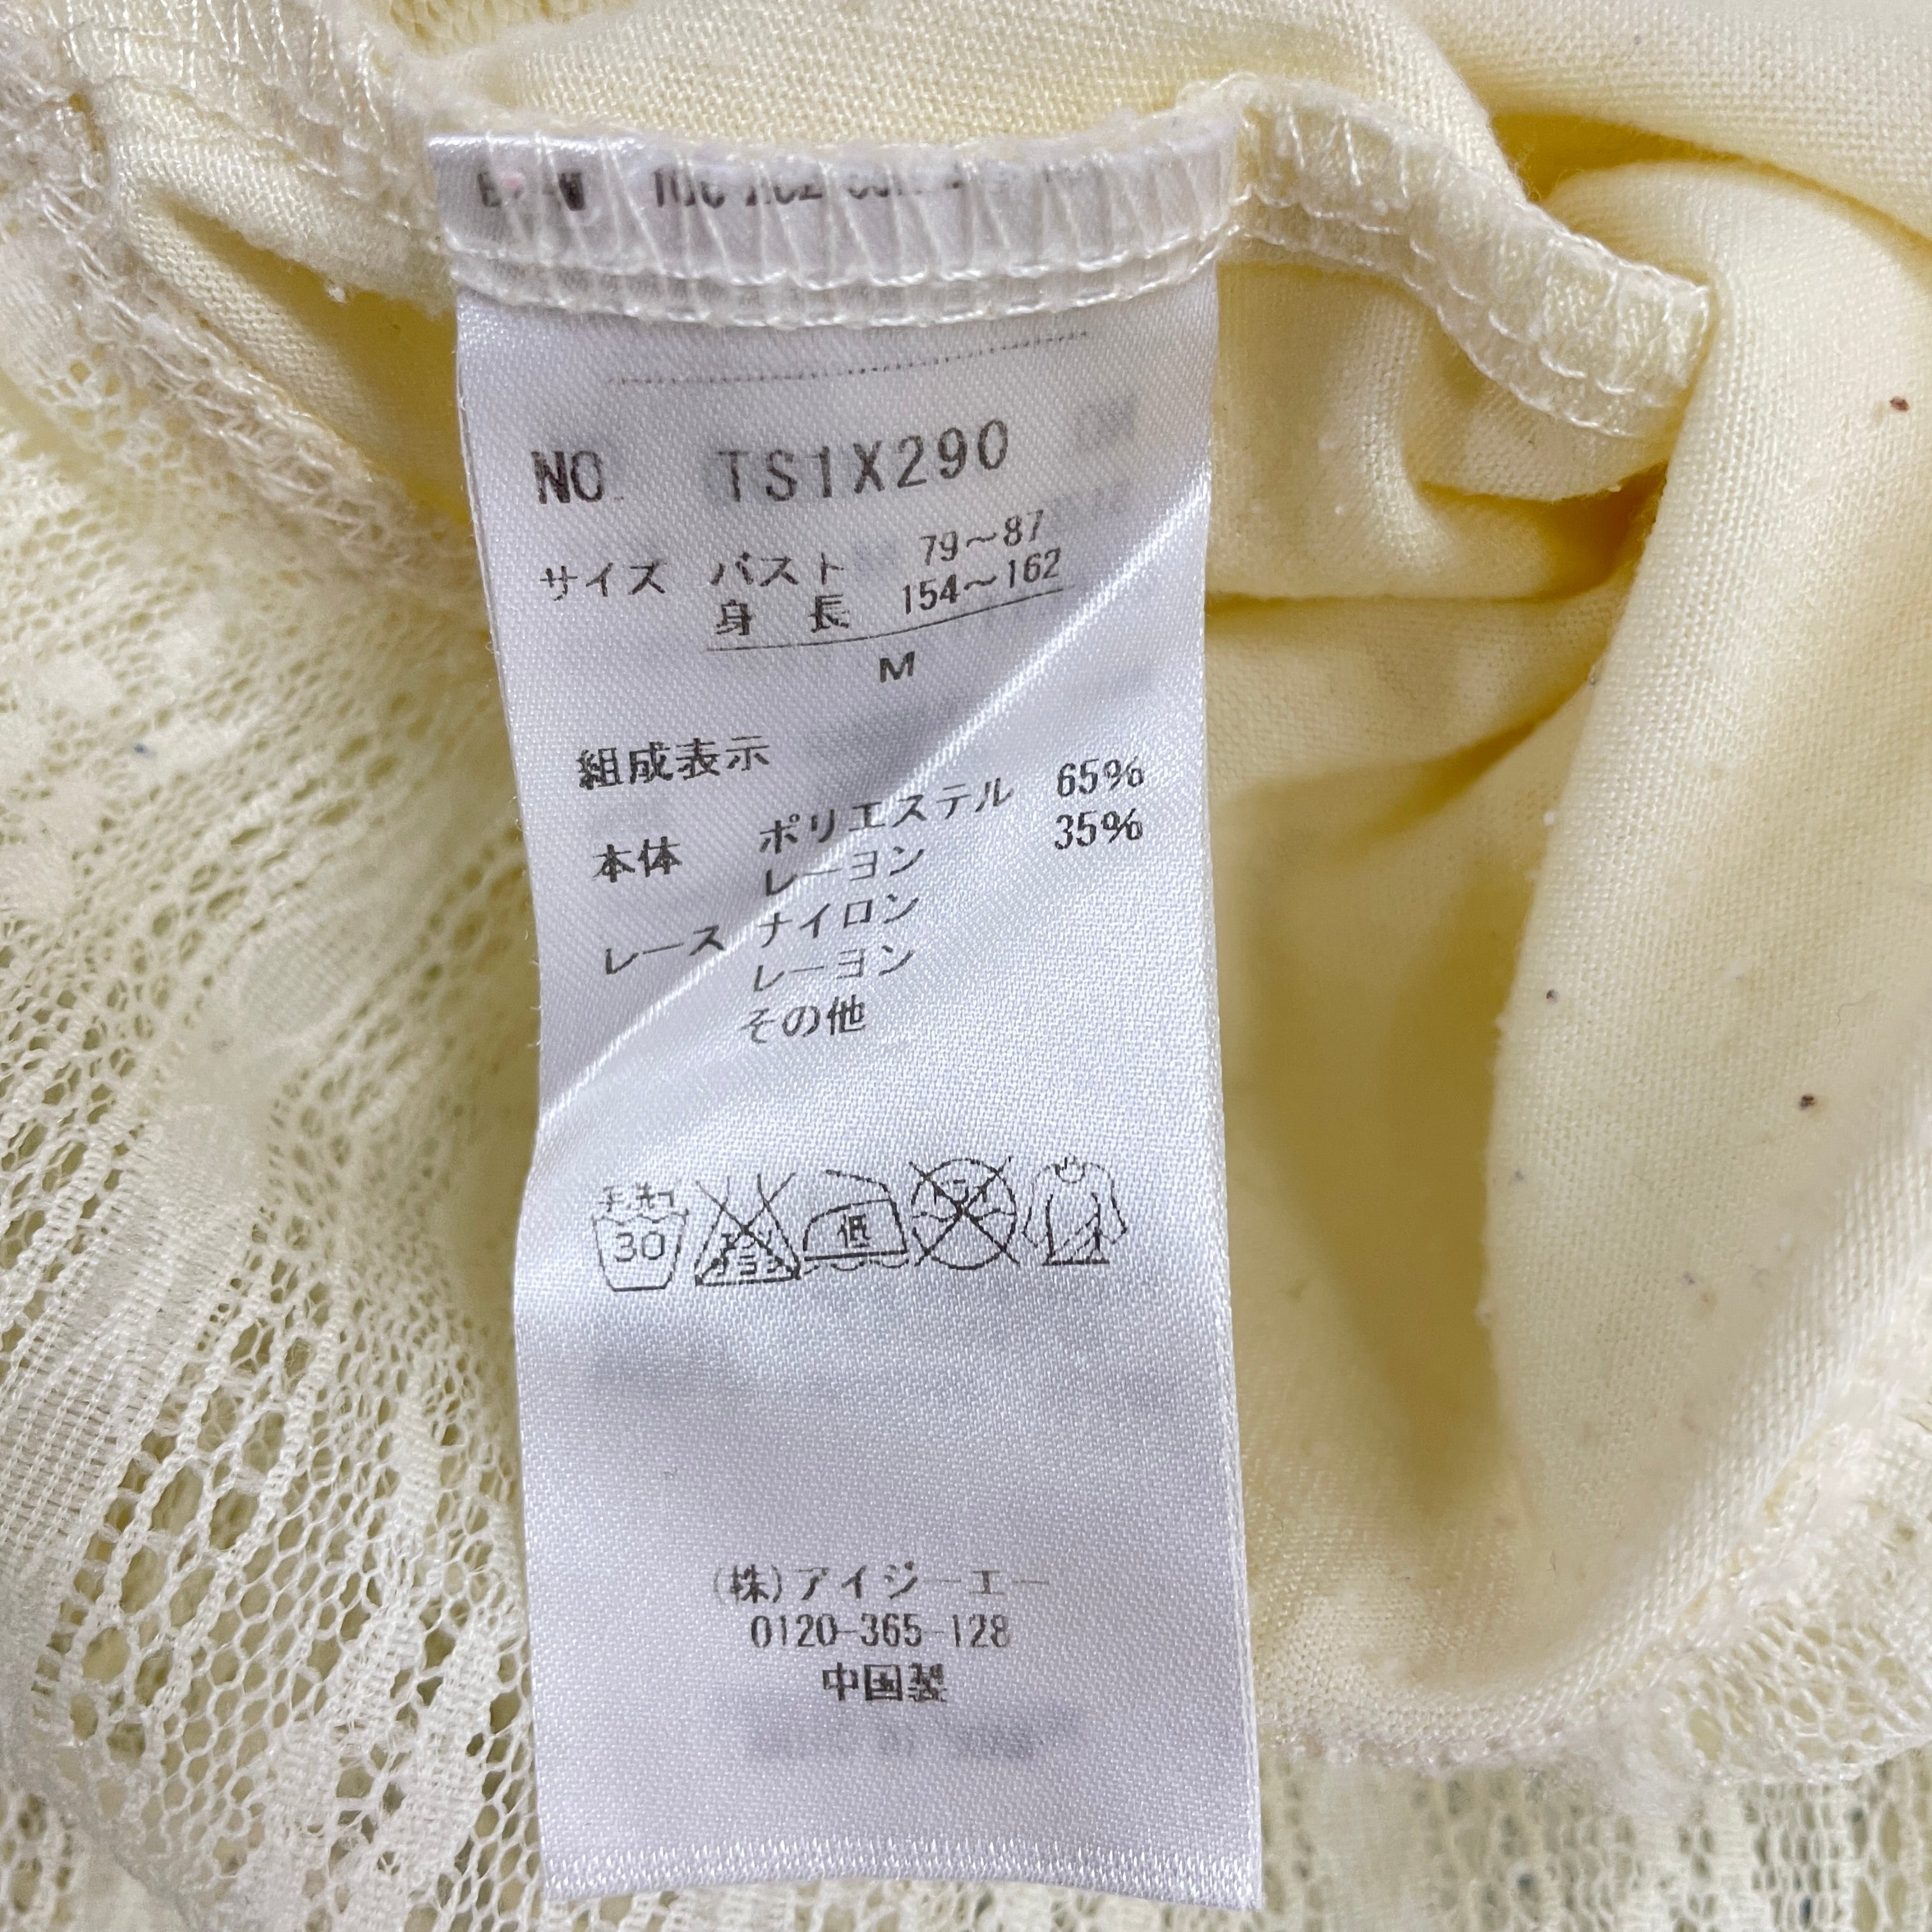 NO. TS1X290
サイズ バスト 79～87
身長 154～162
M
組成表示
本体 ポリエステル 65%
レーヨン 35%
レース ナイロン
レーヨン
その他
手洗イ
30
低
(株)アイジーエー
0120-365-128
中国製